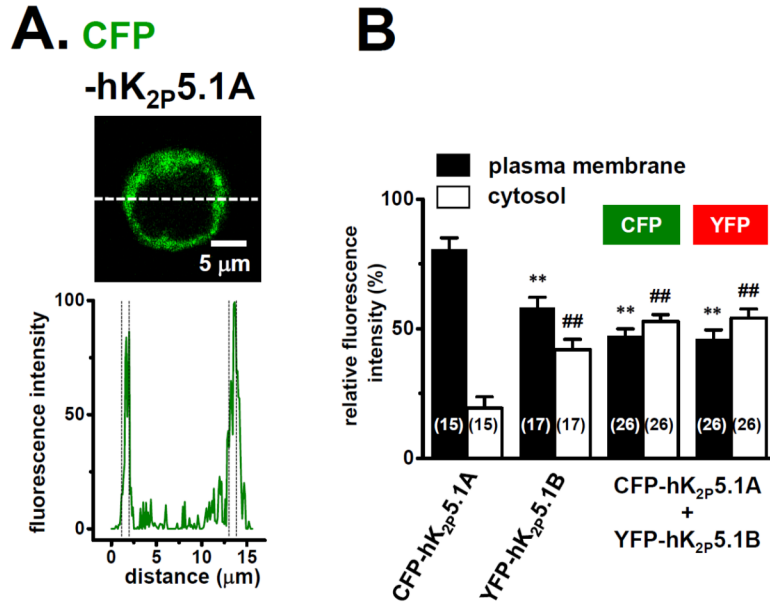 A. CFP
-hK2P5.1A
5 μm
fluorescence intensity
100
50
0
0 5 10 12.5 15
distance (μm)
B
plasma membrane
cytosol
relative fluorescence
intensity (%)
100
50
0
CFP YFP
** ## ** ## ** ##
(15) (15) (17) (17) (26) (26) (26) (26)
CFP-hK2P5.1A
YFP-hK2P5.1B
CFP-hK2P5.1A
+
YFP-hK2P5.1B